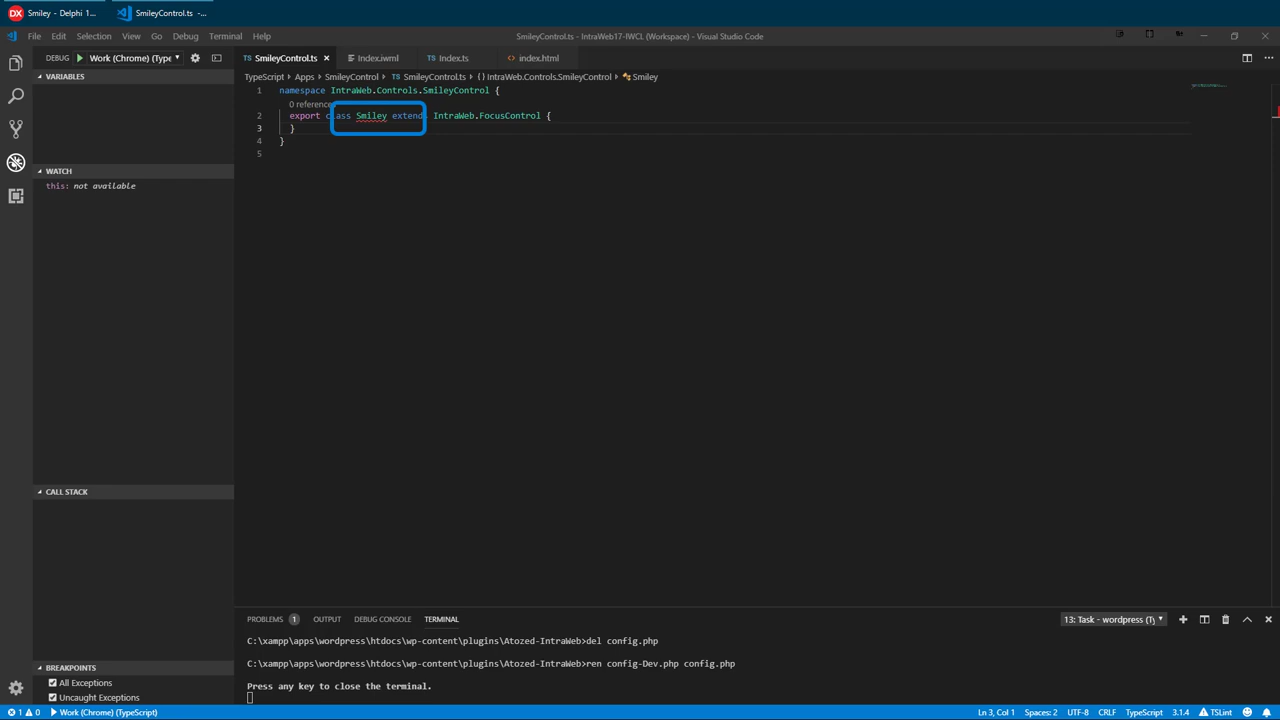 DX Smiley - Delphi 1...
SmileyControl.ts -...
File Edit Selection View Go Debug Terminal Help
SmileyControl.ts - IntraWeb17-IWCL (Workspace) - Visual Studio Code
DEBUG Work (Chrome) (Type
TS SmileyControl.ts × Index.iwml TS Index.ts <> index.html
VARIABLES
TypeScript › Apps › SmileyControl › TS SmileyControl.ts › {} IntraWeb.Controls.SmileyControl › Smiley
1 namespace IntraWeb.Controls.SmileyControl {
0 reference
2 export class Smiley extends IntraWeb.FocusControl {
3 }
4 }
5
WATCH
this: not available
CALL STACK
PROBLEMS 1 OUTPUT DEBUG CONSOLE TERMINAL
13: Task - wordpress (Ty
C:\xampp\apps\wordpress\htdocs\wp-content\plugins\Atozed-IntraWeb>del config.php
C:\xampp\apps\wordpress\htdocs\wp-content\plugins\Atozed-IntraWeb>ren config-Dev.php config.php
Press any key to close the terminal.
BREAKPOINTS
All Exceptions
Uncaught Exceptions
1 0 Work (Chrome) (TypeScript)
Ln 3, Col 1 Spaces: 2 UTF-8 CRLF TypeScript 3.1.4 TSLint